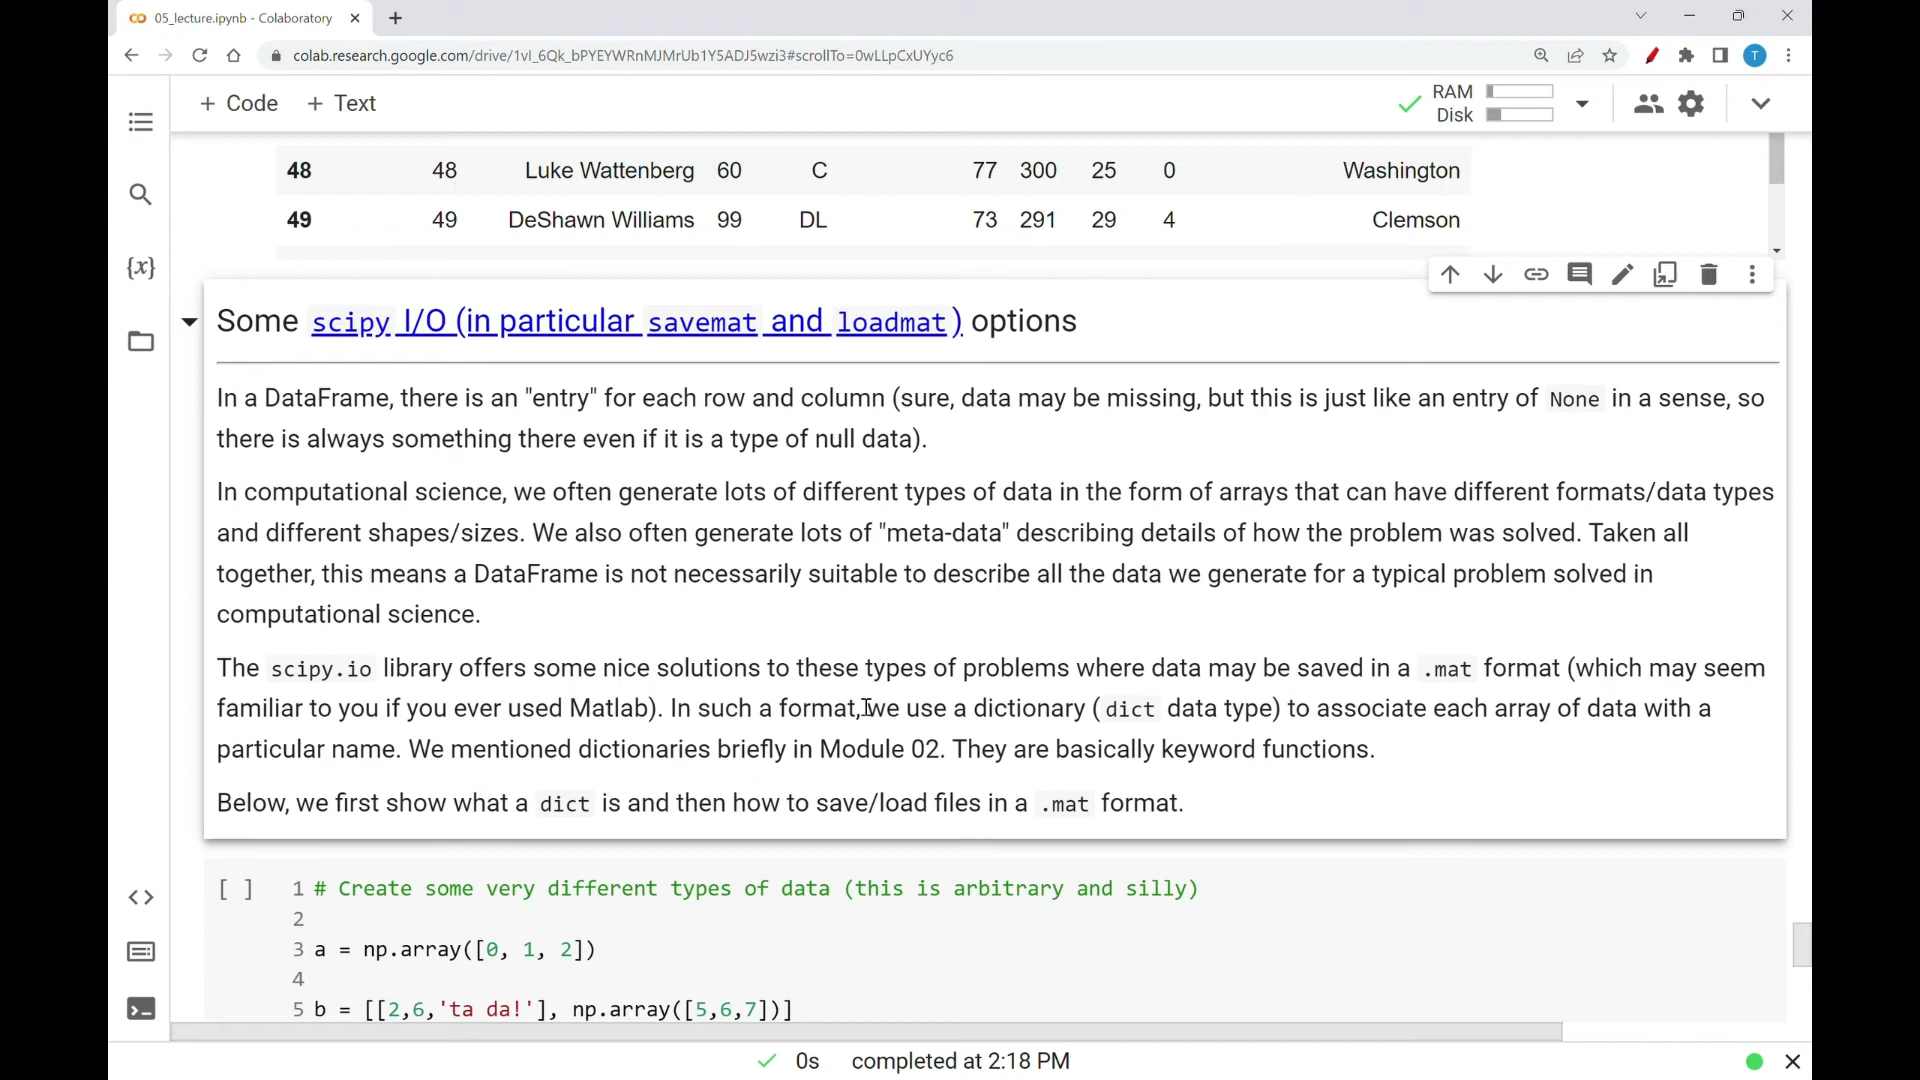 05_lecture.ipynb - Colaboratory
colab.research.google.com/drive/1vl_6Qk_bPYEYWRnMJMrUb1Y5ADJ5wzi3#scrollTo=0wLLpCxUYyc6
T
+ Code + Text
RAM
Disk
48 48 Luke Wattenberg 60 C 77 300 25 0 Washington
49 49 DeShawn Williams 99 DL 73 291 29 4 Clemson
{x}
Some scipy I/O (in particular savemat and loadmat) options
In a DataFrame, there is an "entry" for each row and column (sure, data may be missing, but this is just like an entry of None in a sense, so
there is always something there even if it is a type of null data).
In computational science, we often generate lots of different types of data in the form of arrays that can have different formats/data types
and different shapes/sizes. We also often generate lots of "meta-data" describing details of how the problem was solved. Taken all
together, this means a DataFrame is not necessarily suitable to describe all the data we generate for a typical problem solved in
computational science.
The scipy.io library offers some nice solutions to these types of problems where data may be saved in a .mat format (which may seem
familiar to you if you ever used Matlab). In such a format, we use a dictionary (dict data type) to associate each array of data with a
particular name. We mentioned dictionaries briefly in Module 02. They are basically keyword functions.
Below, we first show what a dict is and then how to save/load files in a .mat format.
[ ] 1 # Create some very different types of data (this is arbitrary and silly)
2
3 a = np.array([0, 1, 2])
4
5 b = [[2,6,'ta da!'], np.array([5,6,7])]
0s completed at 2:18 PM